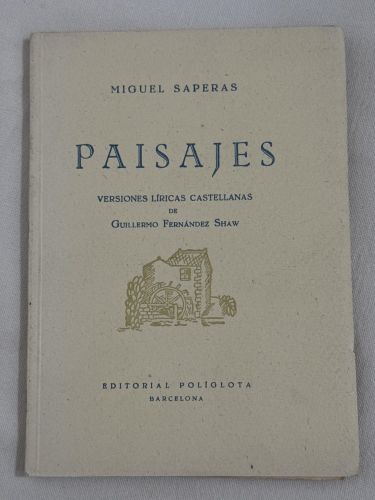 MIGUEL SAPERAS
PAISAJES
VERSIONES LÍRICAS CASTELLANAS
DE
GUILLERMO FERNÁNDEZ SHAW
EDITORIAL POLÍGLOTA
BARCELONA